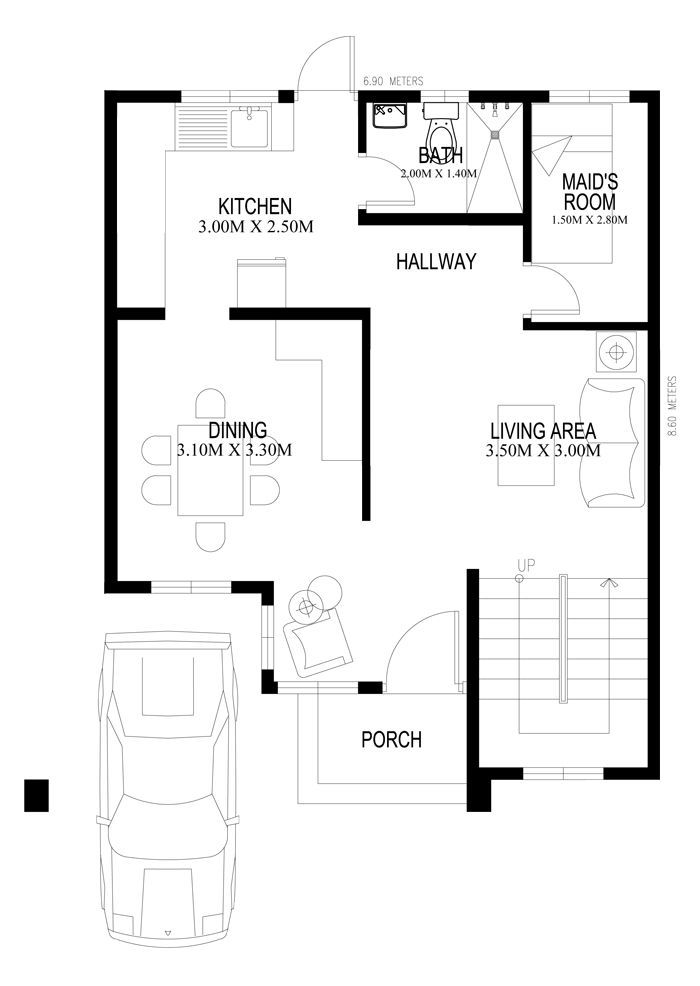 6.90 METERS
BATH
2.00M X 1.40M
MAID'S
ROOM
1.50M X 2.80M
KITCHEN
3.00M X 2.50M
HALLWAY
8.60 METERS
DINING
3.10M X 3.30M
LIVING AREA
3.50M X 3.00M
UP
PORCH